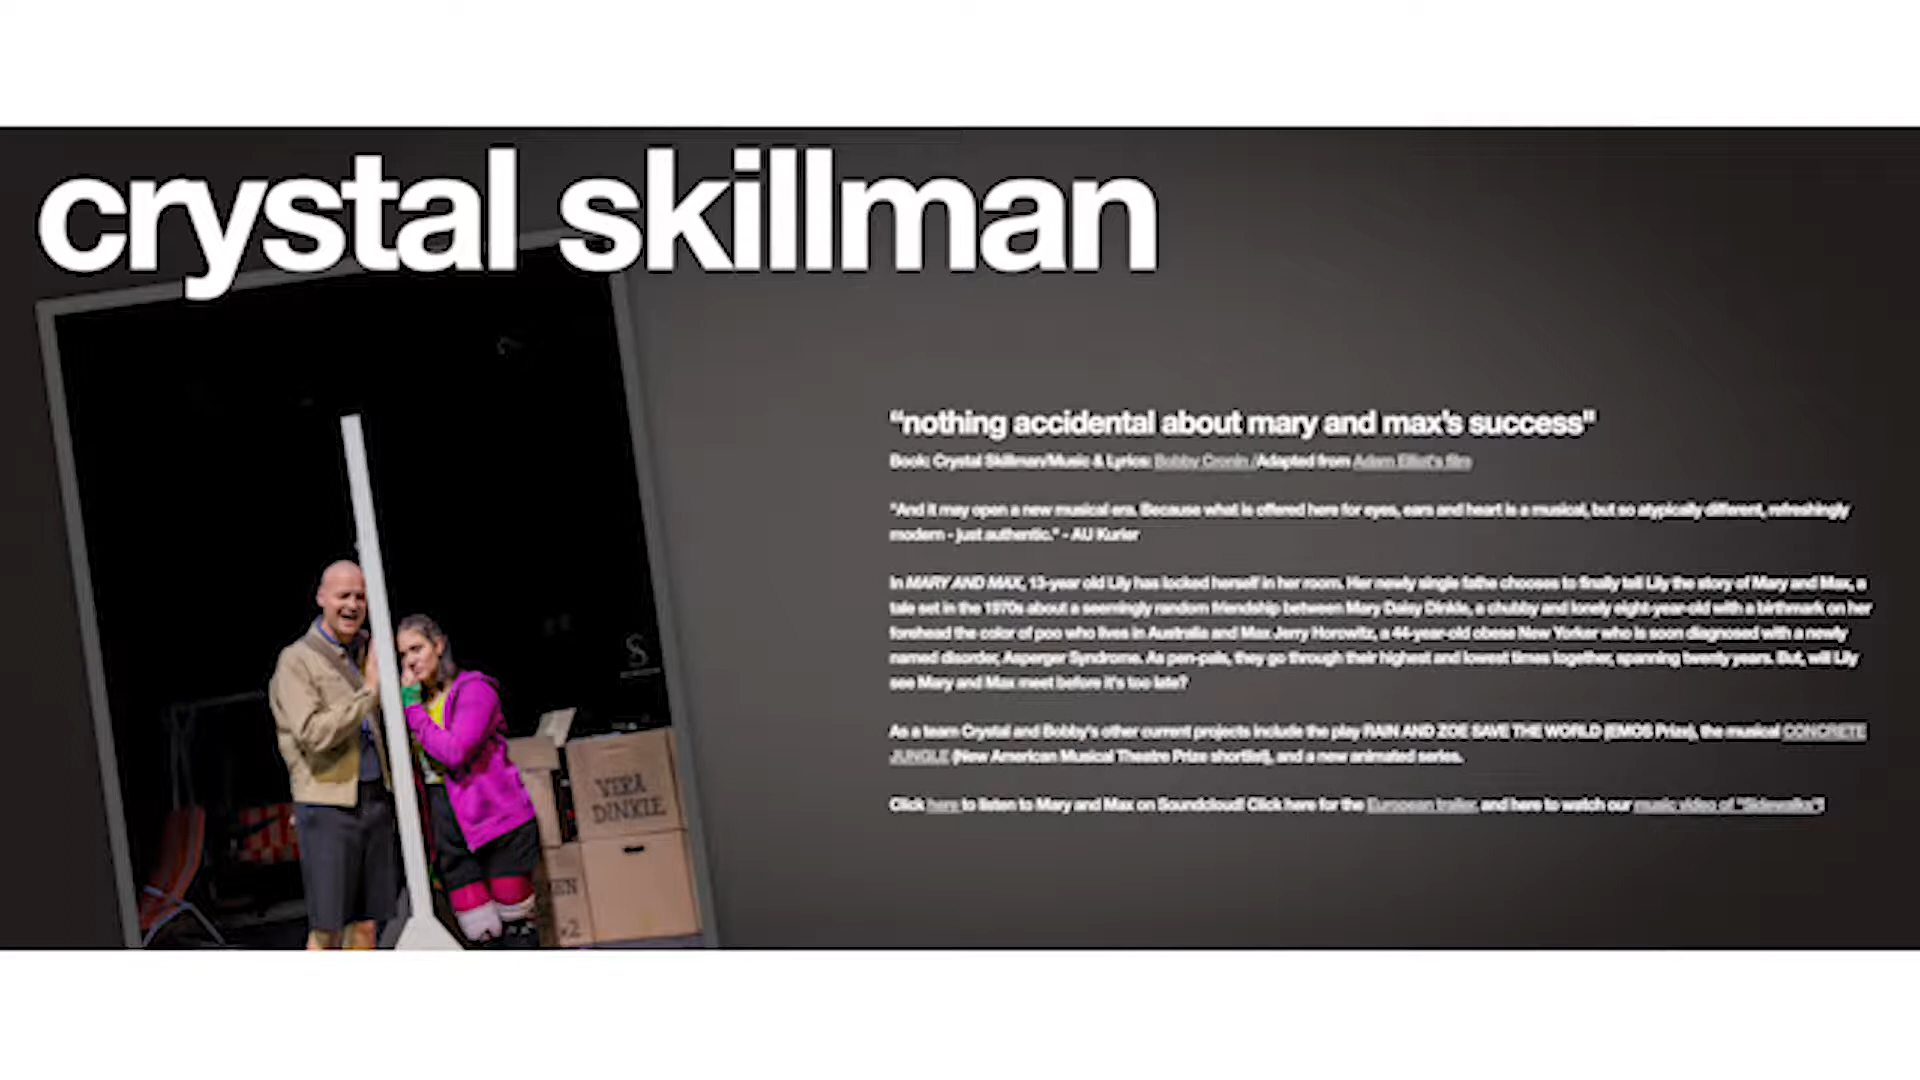 crystal skillman
“nothing accidental about mary and max's success"
Book: Crystal Skillman/Music & Lyrics: Bobby Cronin /Adapted from Adam Elliot's film
"And it may open a new musical era. Because what is offered here for eyes, ears and heart is a musical, but so atypically different, refreshingly
modern - just authentic." - AU Kurier
In MARY AND MAX, 13-year old Lily has locked herself in her room. Her newly single fathe chooses to finally tell Lily the story of Mary and Max, a
tale set in the 1970s about a seemingly random friendship between Mary Daisy Dinkle, a chubby and lonely eight-year-old with a birthmark on her
forehead the color of poo who lives in Australia and Max Jerry Horowitz, a 44-year-old obese New Yorker who is soon diagnosed with a newly
named disorder, Asperger Syndrome. As pen-pals, they go through their highest and lowest times together, spanning twenty years. But, will Lily
see Mary and Max meet before it's too late?
As a team Crystal and Bobby's other current projects include the play RAIN AND ZOE SAVE THE WORLD (EMOS Prize), the musical CONCRETE
JUNGLE (New American Musical Theatre Prize shortlist), and a new animated series.
Click here to listen to Mary and Max on Soundcloud! Click here for the European trailer and here to watch our music video of "Sidewalks"!
VERA
DINKLE
x2